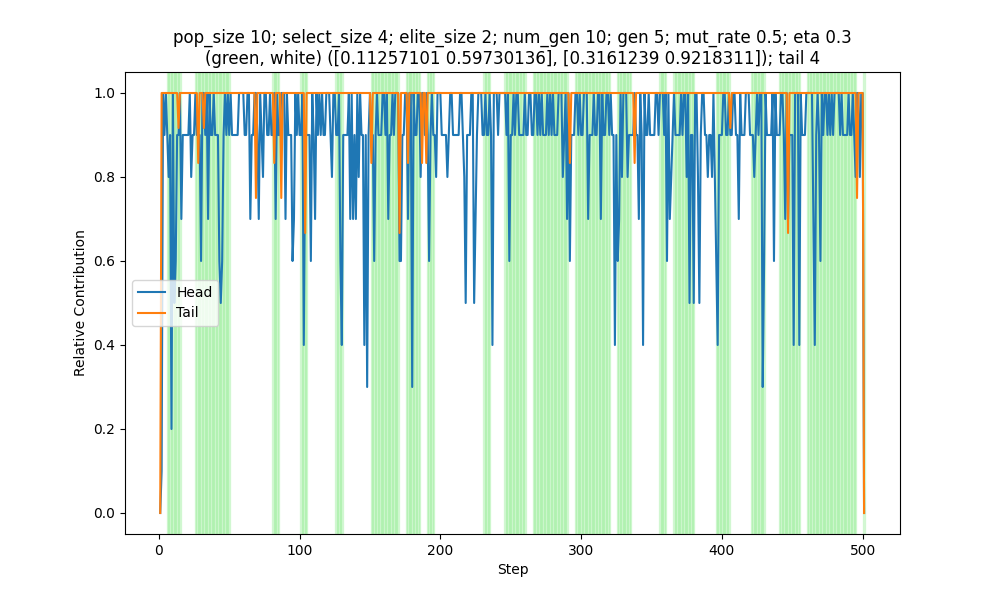 pop_size 10; select_size 4; elite_size 2; num_gen 10; gen 5; mut_rate 0.5; eta 0.3
(green, white) ([0.11257101 0.59730136], [0.3161239 0.9218311]); tail 4
1.0
0.8
0.6
0.4
0.2
0.0
Relative Contribution
Head
Tail
0 100 200 300 400 500
Step